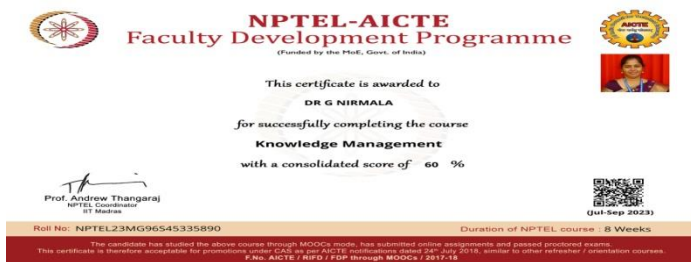 NPTEL-AICTE
AICTE
Faculty Development Programme
(Funded by the MoE, Govt. of India)
This certificate is awarded to
DR G NIRMALA
for successfully completing the course
Knowledge Management
with a consolidated score of 60 %
Prof. Andrew Thangaraj
NPTEL Coordinator
IIT Madras
(Jul-Sep 2023)
Roll No: NPTEL23MG96S45335890
Duration of NPTEL course : 8 Weeks
The candidate has studied the above course through MOOCs mode, has submitted online assignments and passed proctored exams.
This certificate is therefore acceptable for promotions under CAS as per AICTE notifications dated 24th July 2018, similar to other refresher / orientation courses.
F.No. AICTE / RIFD / FDP through MOOCs / 2017-18